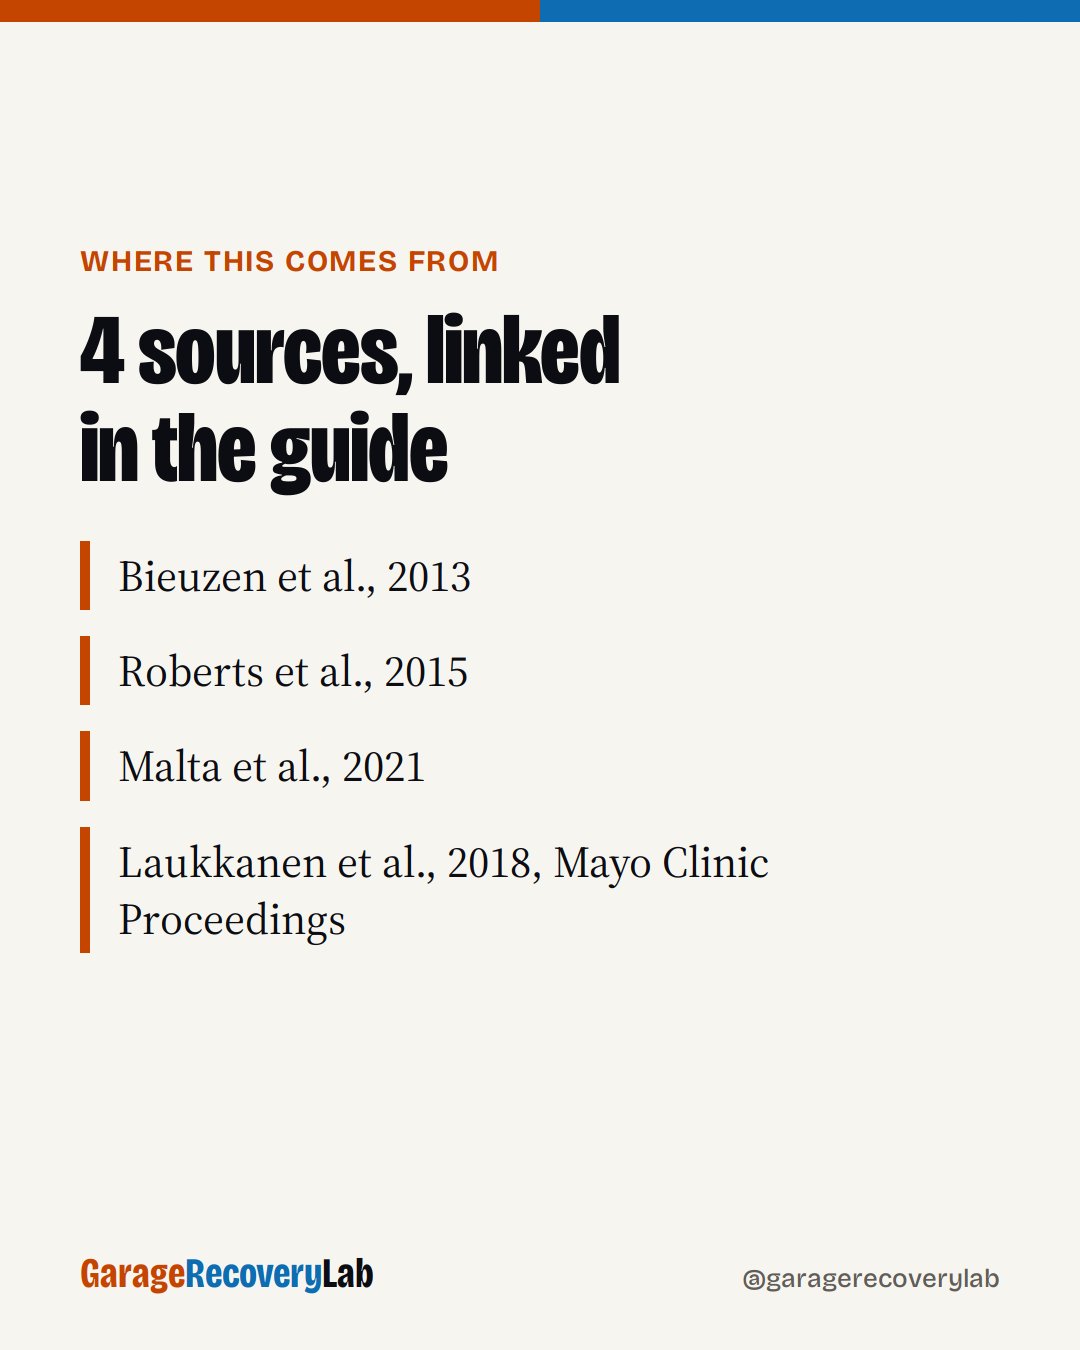 WHERE THIS COMES FROM
4 sources, linked
in the guide
Bieuzen et al., 2013
Roberts et al., 2015
Malta et al., 2021
Laukkanen et al., 2018, Mayo Clinic
Proceedings
GarageRecoveryLab
@garagerecoverylab